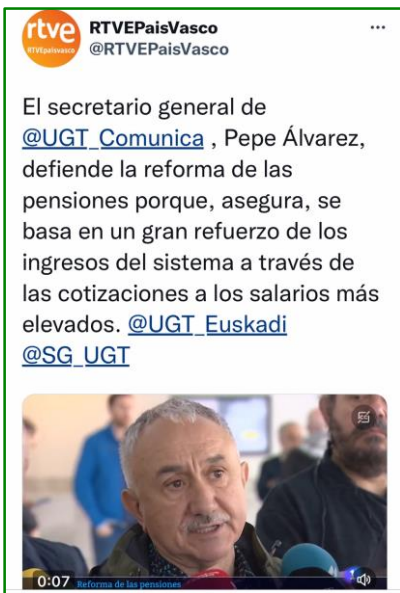 rtve
RTVEpaisvasco
RTVEPaisVasco
@RTVEPaisVasco
El secretario general de
@UGT_Comunica , Pepe Álvarez,
defiende la reforma de las
pensiones porque, asegura, se
basa en un gran refuerzo de los
ingresos del sistema a través de
las cotizaciones a los salarios más
elevados. @UGT_Euskadi
@SG_UGT
0:07 Reforma de las pensiones